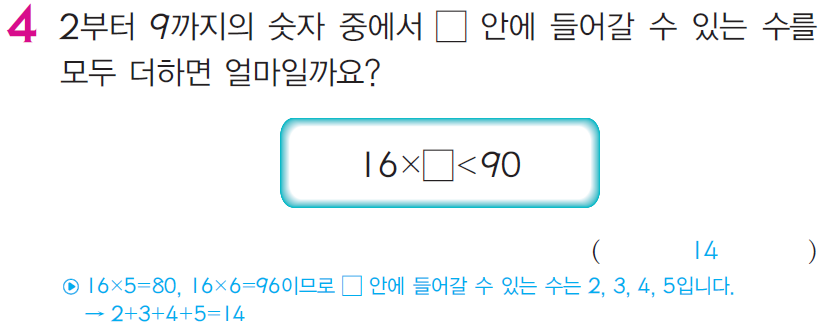 4 2부터 9까지의 숫자 중에서 □ 안에 들어갈 수 있는 수를
모두 더하면 얼마일까요?
16×□<90
( 14 )
▶ 16×5=80, 16×6=96이므로 □ 안에 들어갈 수 있는 수는 2, 3, 4, 5입니다.
→ 2+3+4+5=14